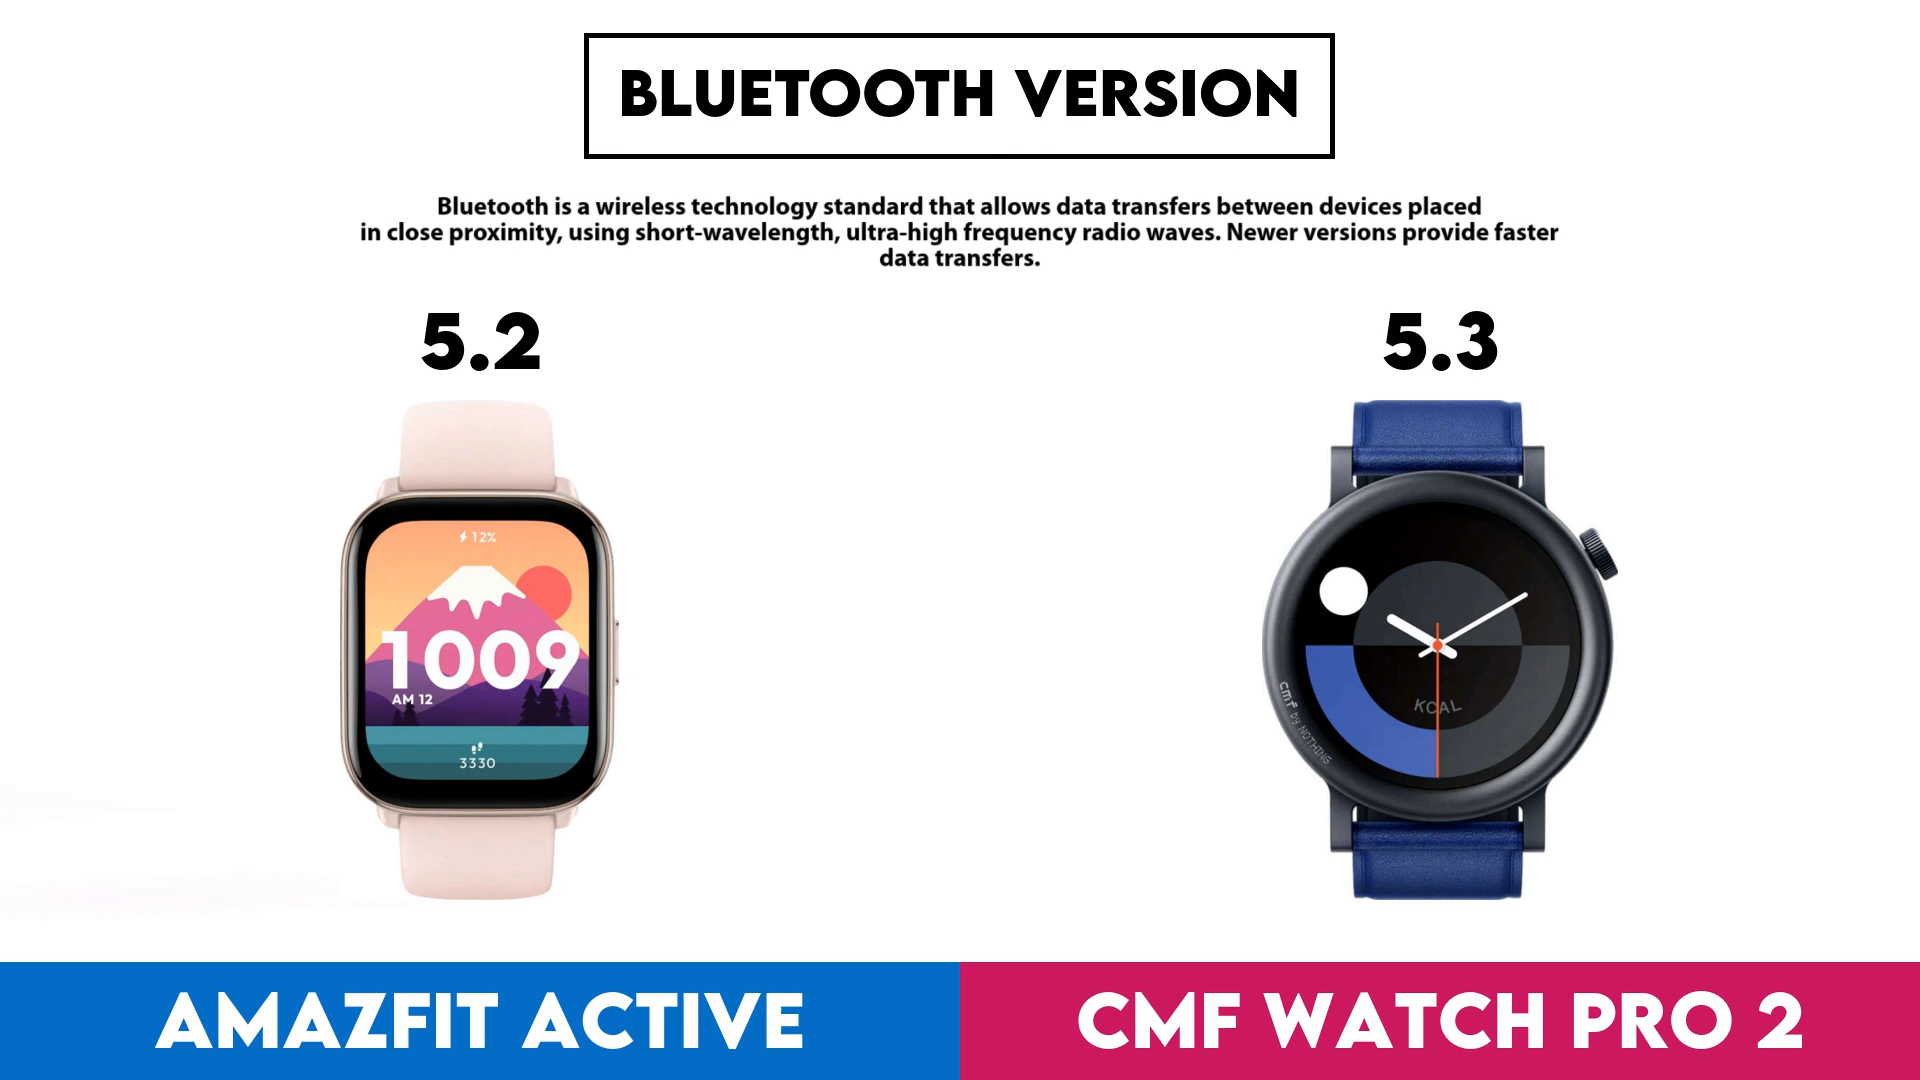 BLUETOOTH VERSION
Bluetooth is a wireless technology standard that allows data transfers between devices placed
in close proximity, using short-wavelength, ultra-high frequency radio waves. Newer versions provide faster
data transfers.
5.2
5.3
12%
1009
AM 12
3330
KCAL
cmf by NOTHING
AMAZFIT ACTIVE
CMF WATCH PRO 2